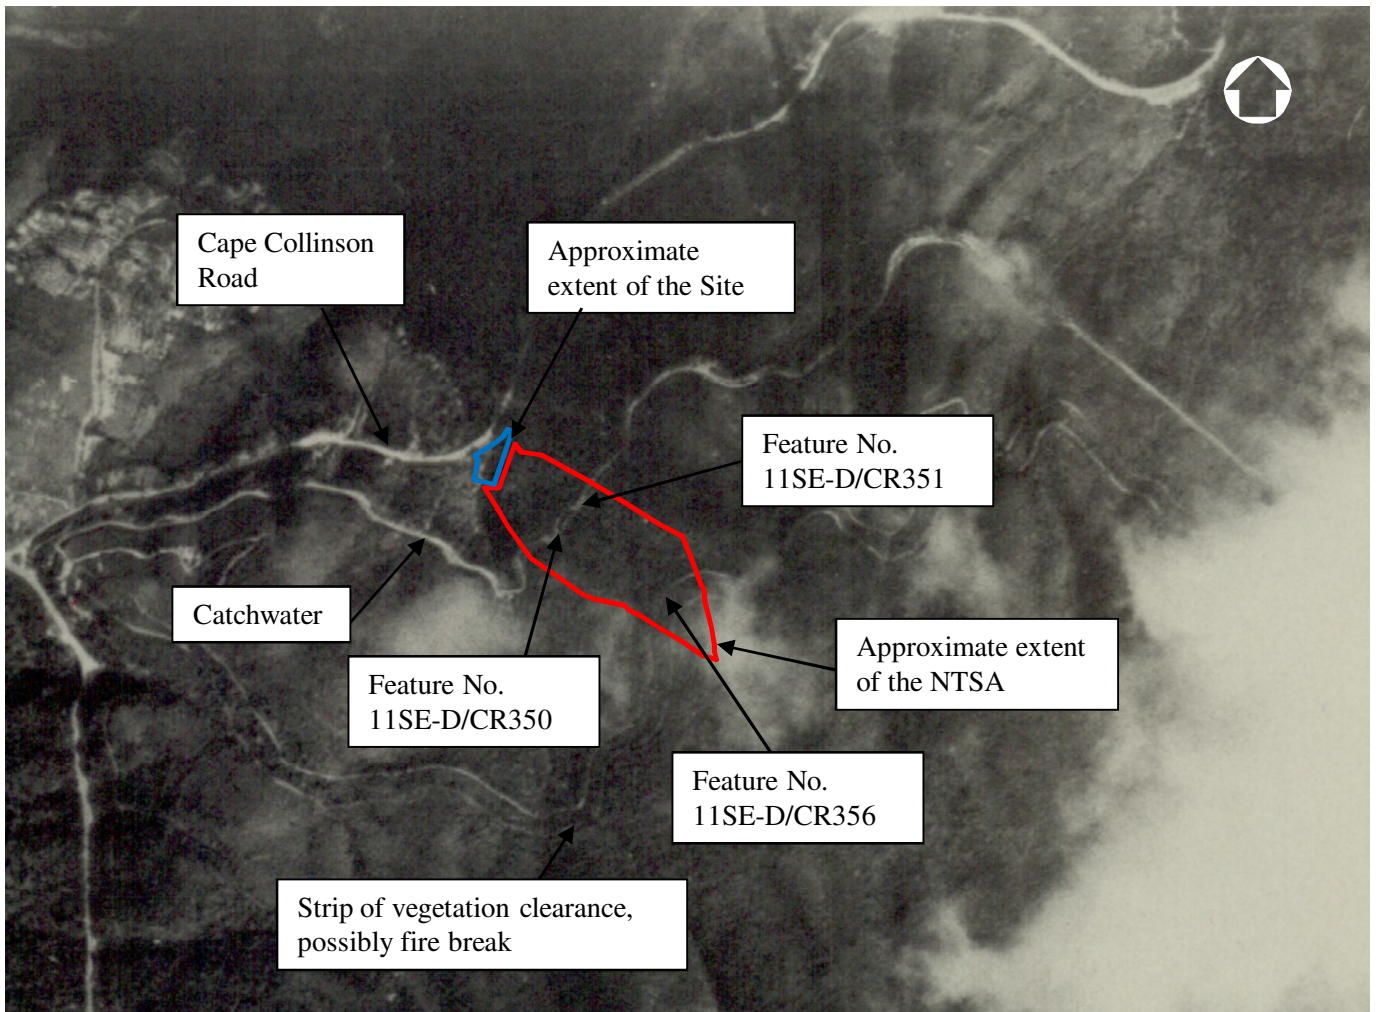 Cape Collinson
Road
Approximate
extent of the Site
Feature No.
11SE-D/CR351
Catchwater
Feature No.
11SE-D/CR350
Approximate extent
of the NTSA
Feature No.
11SE-D/CR356
Strip of vegetation clearance,
possibly fire break